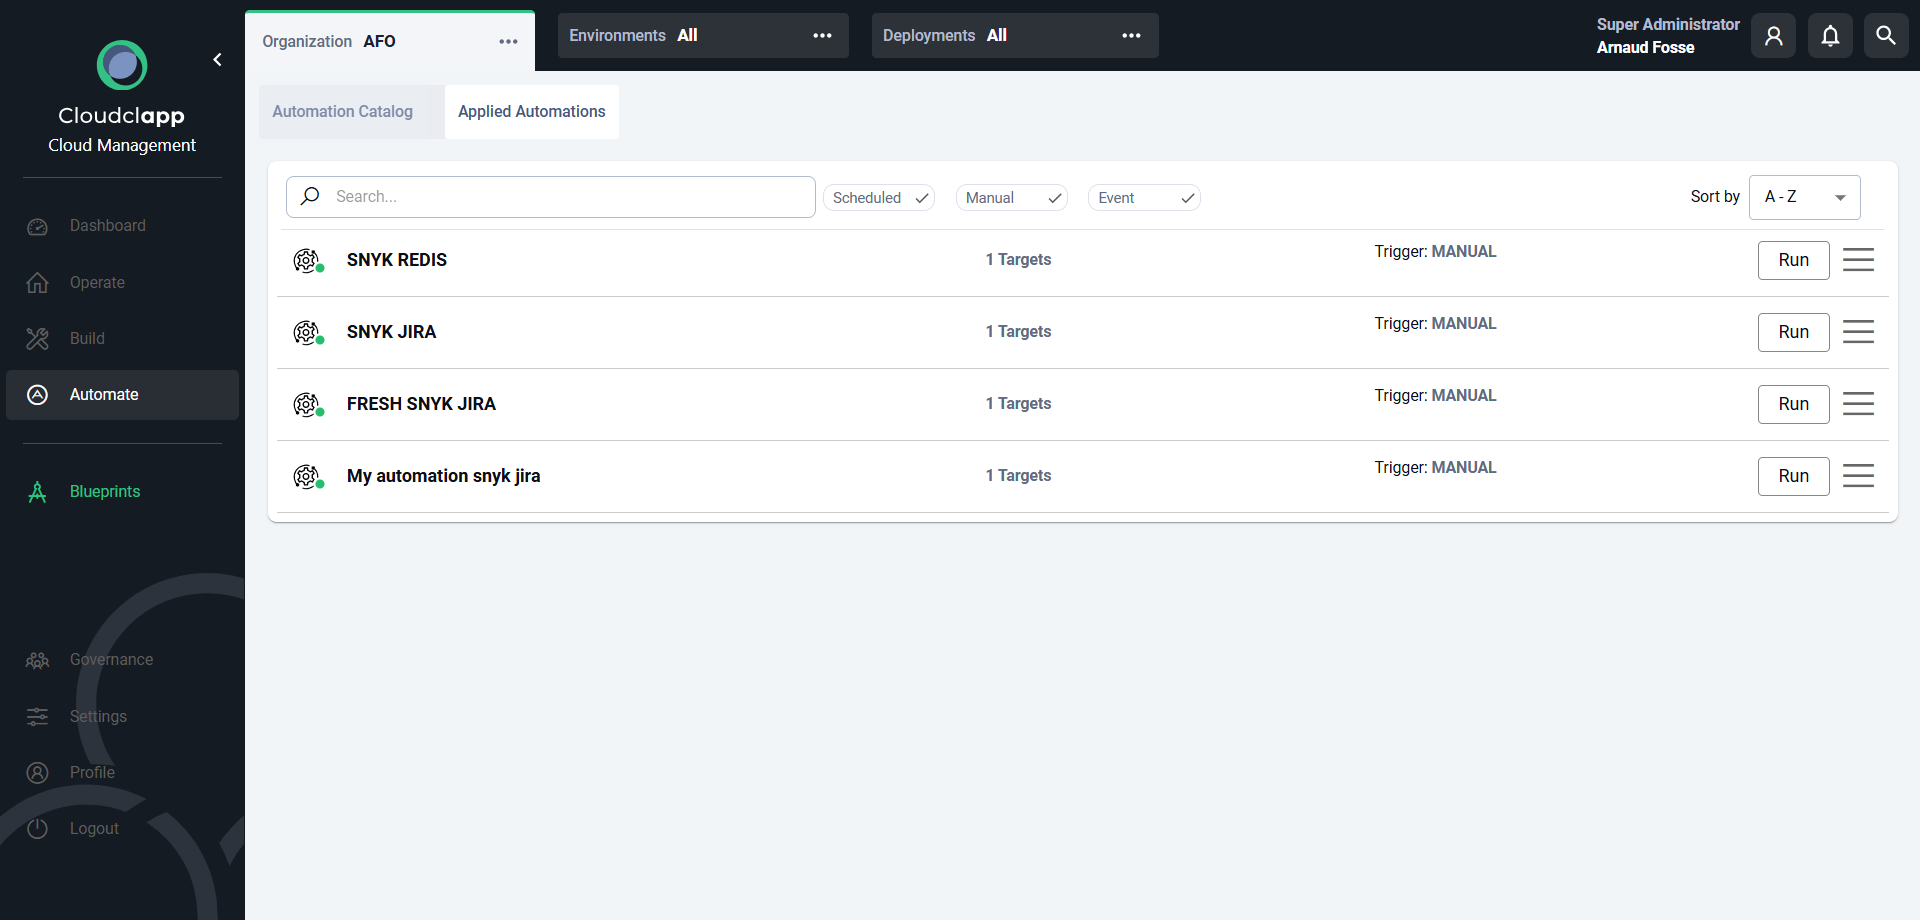 Cloudclapp
Cloud Management
Dashboard
Operate
Build
Automate
Blueprints
Governance
Settings
Profile
Logout
Organization AFO
Environments All
Deployments All
Super Administrator
Arnaud Fosse
Automation Catalog
Applied Automations
Search...
Scheduled
Manual
Event
Sort by A - Z
SNYK REDIS 1 Targets Trigger: MANUAL Run
SNYK JIRA 1 Targets Trigger: MANUAL Run
FRESH SNYK JIRA 1 Targets Trigger: MANUAL Run
My automation snyk jira 1 Targets Trigger: MANUAL Run